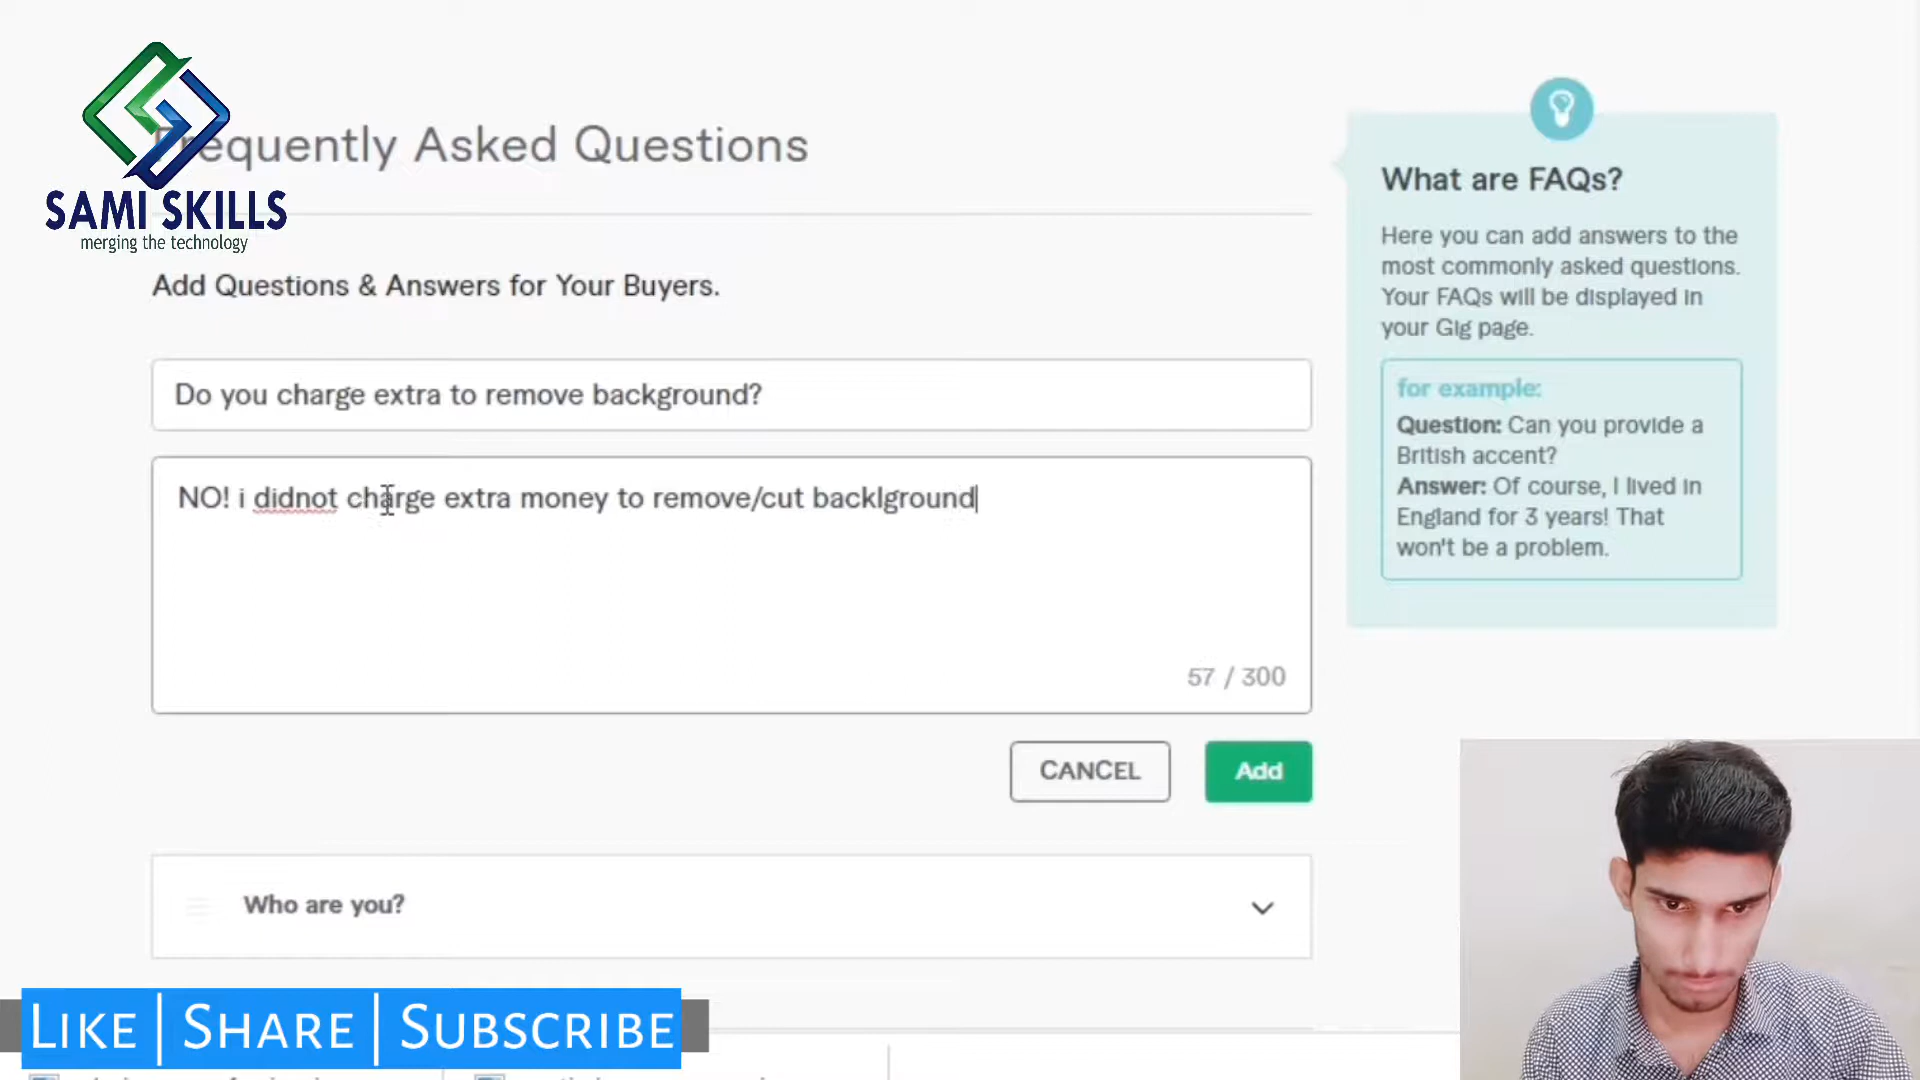 SAMI SKILLS
merging the technology
Frequently Asked Questions
Add Questions & Answers for Your Buyers.
Do you charge extra to remove background?
NO! i didnot charge extra money to remove/cut backlground
57 / 300
CANCEL
Add
Who are you?
What are FAQs?
Here you can add answers to the
most commonly asked questions.
Your FAQs will be displayed in
your Gig page.
for example:
Question: Can you provide a
British accent?
Answer: Of course, I lived in
England for 3 years! That
won't be a problem.
LIKE | SHARE | SUBSCRIBE